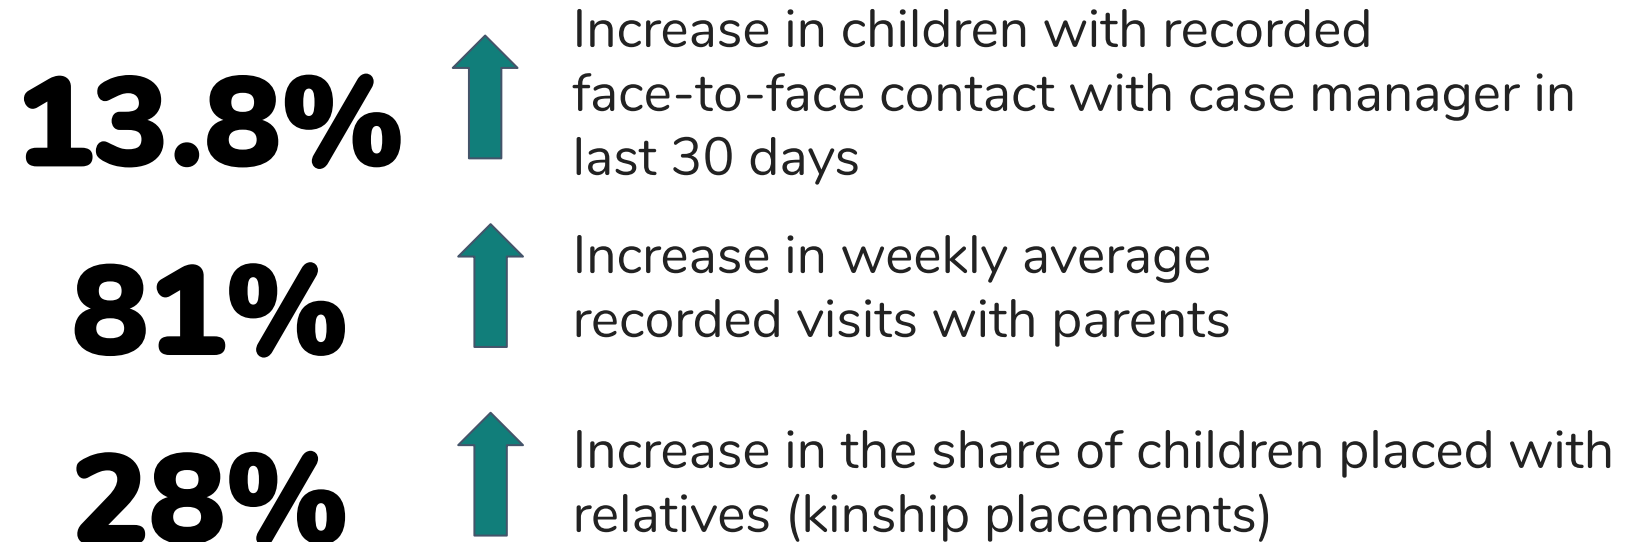 13.8%
Increase in children with recorded
face-to-face contact with case manager in
last 30 days
81%
Increase in weekly average
recorded visits with parents
28%
Increase in the share of children placed with
relatives (kinship placements)